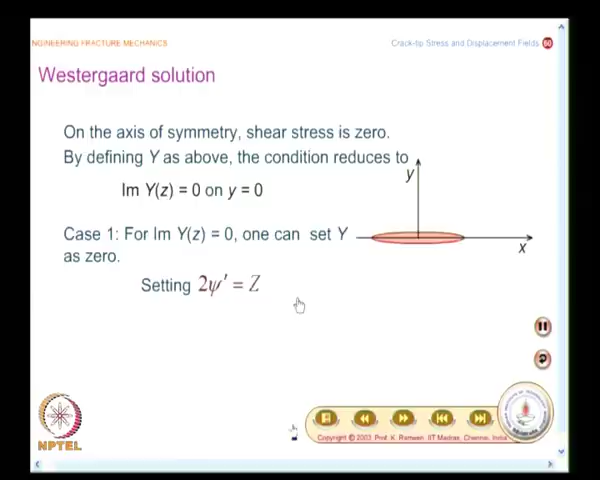 NGINEERING FRACTURE MECHANICS
Crack-tip Stress and Displacement Fields 60
Westergaard solution
On the axis of symmetry, shear stress is zero.
By defining Y as above, the condition reduces to
Im Y(z) = 0 on y = 0
y
Case 1: For Im Y(z) = 0, one can set Y
as zero.
x
Setting 2ψ′ = Z
NPTEL
Copyright © 2003 Prof. K. Ramesh, IIT Madras, Chennai, India